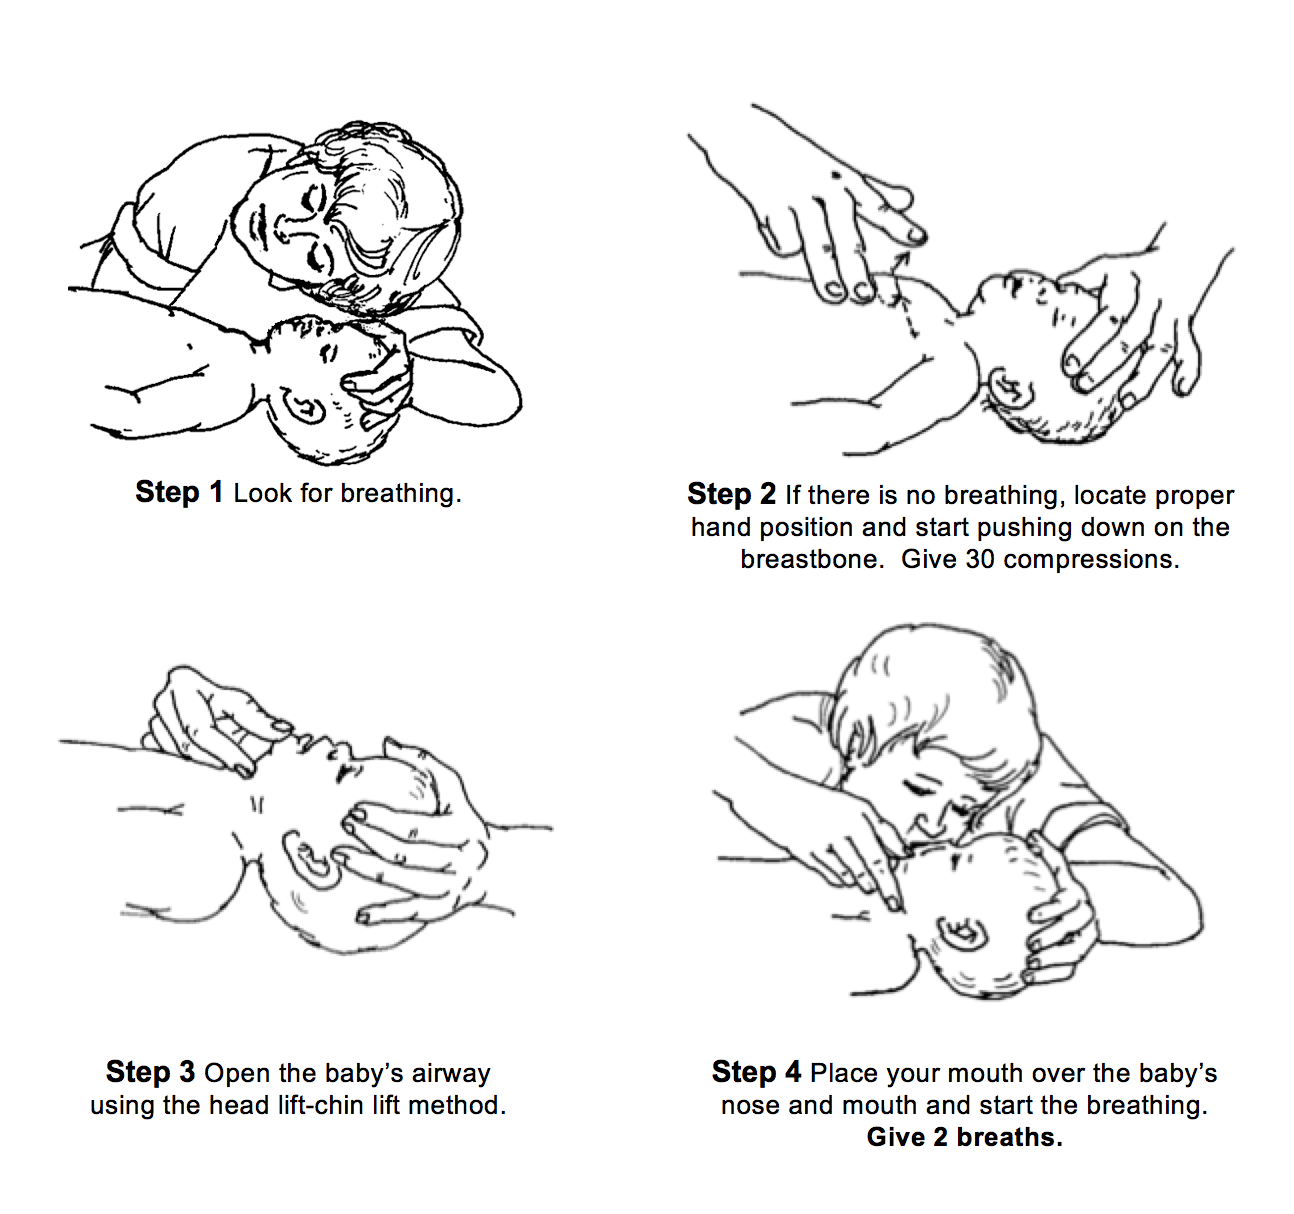 Step 1 Look for breathing.
Step 2 If there is no breathing, locate proper
hand position and start pushing down on the
breastbone.  Give 30 compressions.
Step 3 Open the baby’s airway
using the head lift-chin lift method.
Step 4 Place your mouth over the baby’s
nose and mouth and start the breathing.
Give 2 breaths.